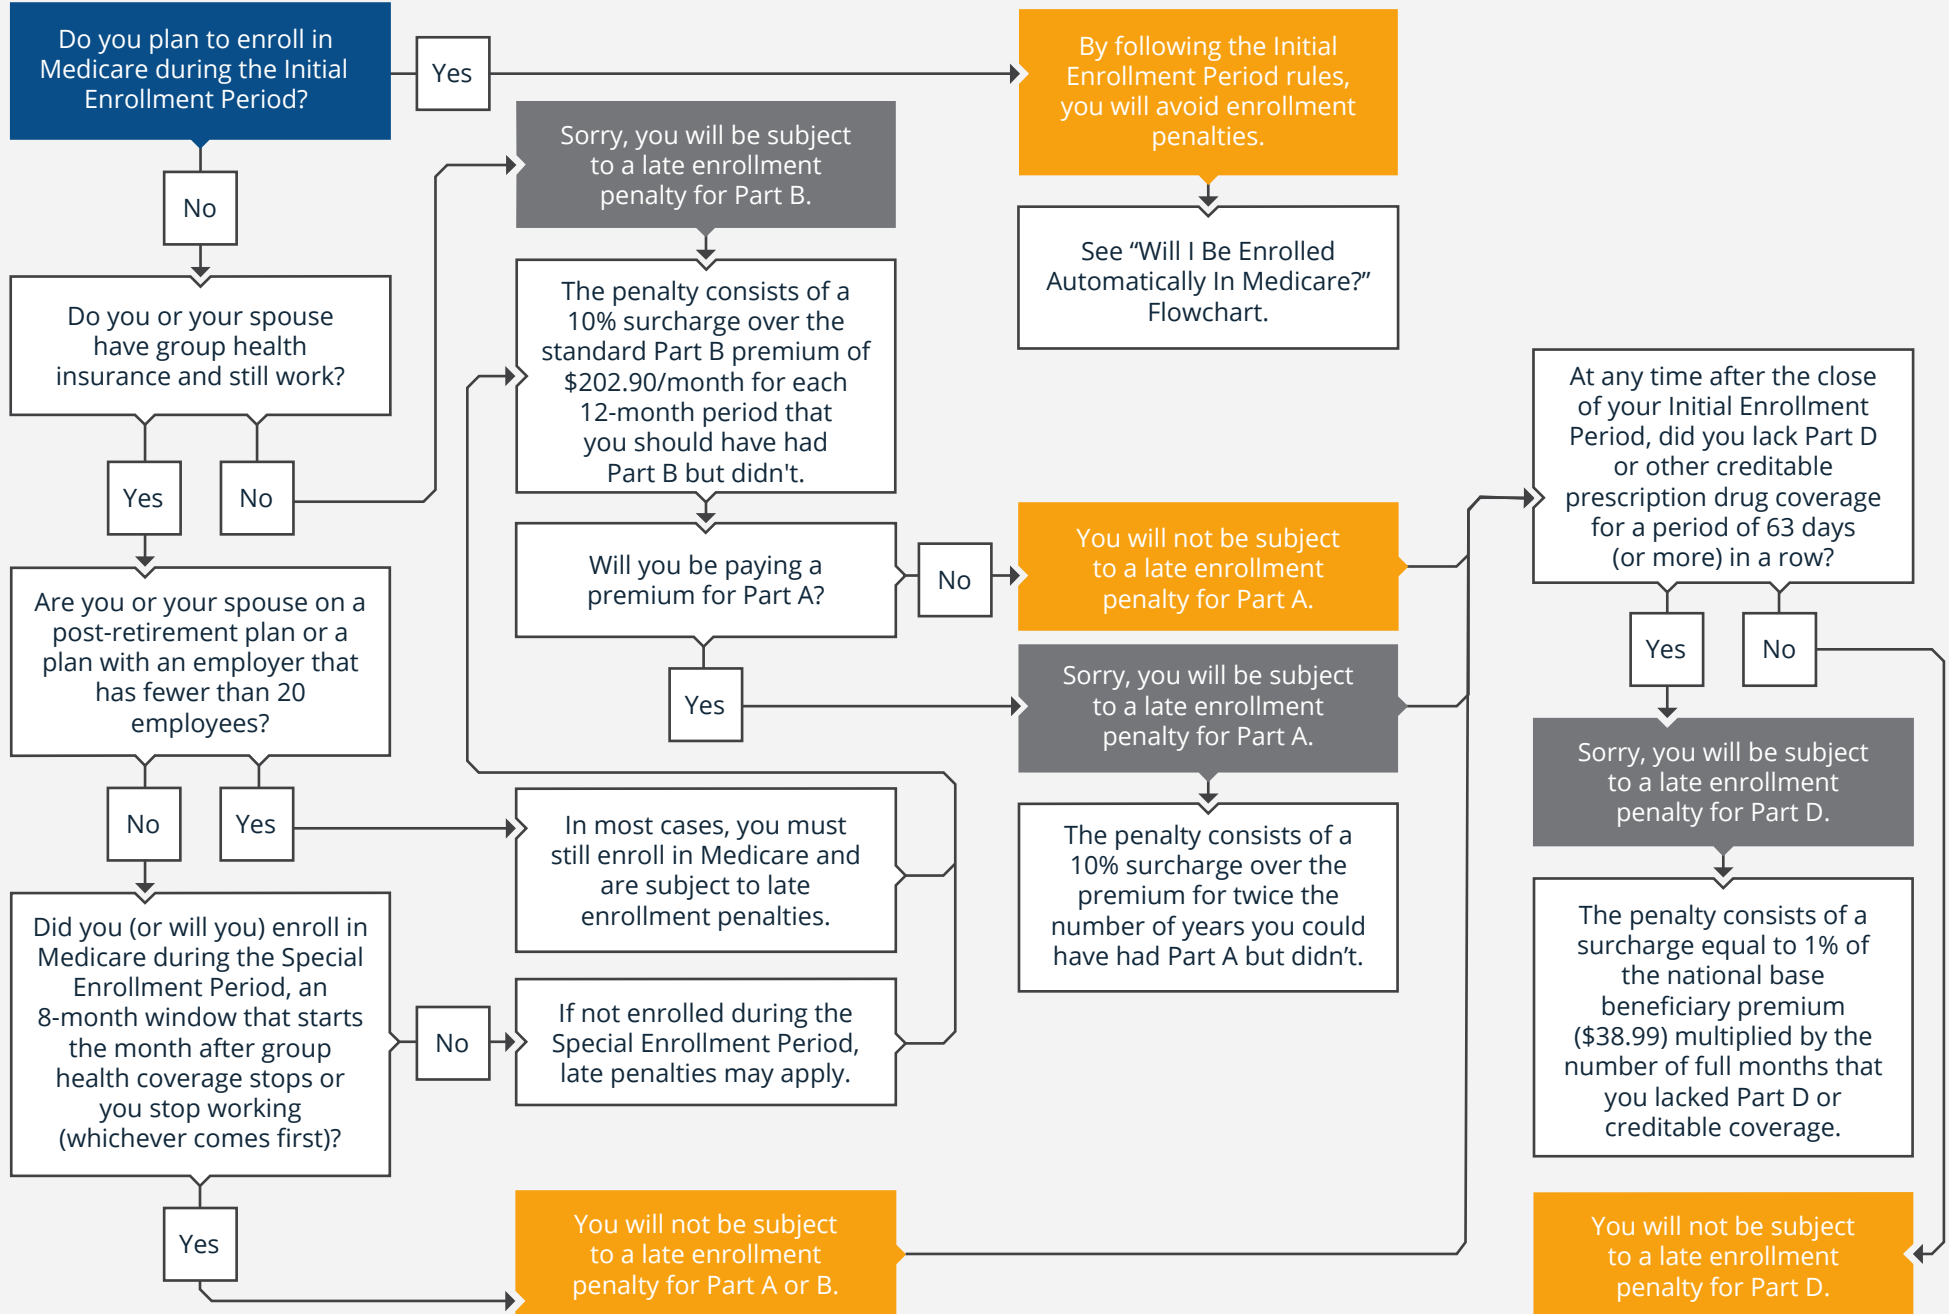 Do you plan to enroll in
Medicare during the Initial
Enrollment Period?
Yes
By following the Initial
Enrollment Period rules,
you will avoid enrollment
penalties.
See “Will I Be Enrolled
Automatically In Medicare?”
Flowchart.
No
Do you or your spouse
have group health
insurance and still work?
Yes
No
Sorry, you will be subject
to a late enrollment
penalty for Part B.
The penalty consists of a
10% surcharge over the
standard Part B premium of
$202.90/month for each
12-month period that
you should have had
Part B but didn't.
Will you be paying a
premium for Part A?
No
You will not be subject
to a late enrollment
penalty for Part A.
Yes
Sorry, you will be subject
to a late enrollment
penalty for Part A.
The penalty consists of a
10% surcharge over the
premium for twice the
number of years you could
have had Part A but didn’t.
Are you or your spouse on a
post-retirement plan or a
plan with an employer that
has fewer than 20
employees?
No
Yes
In most cases, you must
still enroll in Medicare and
are subject to late
enrollment penalties.
Did you (or will you) enroll in
Medicare during the Special
Enrollment Period, an
8-month window that starts
the month after group
health coverage stops or
you stop working
(whichever comes first)?
No
If not enrolled during the
Special Enrollment Period,
late penalties may apply.
Yes
You will not be subject
to a late enrollment
penalty for Part A or B.
At any time after the close
of your Initial Enrollment
Period, did you lack Part D
or other creditable
prescription drug coverage
for a period of 63 days
(or more) in a row?
Yes
No
Sorry, you will be subject
to a late enrollment
penalty for Part D.
The penalty consists of a
surcharge equal to 1% of
the national base
beneficiary premium
($38.99) multiplied by the
number of full months that
you lacked Part D or
creditable coverage.
You will not be subject
to a late enrollment
penalty for Part D.